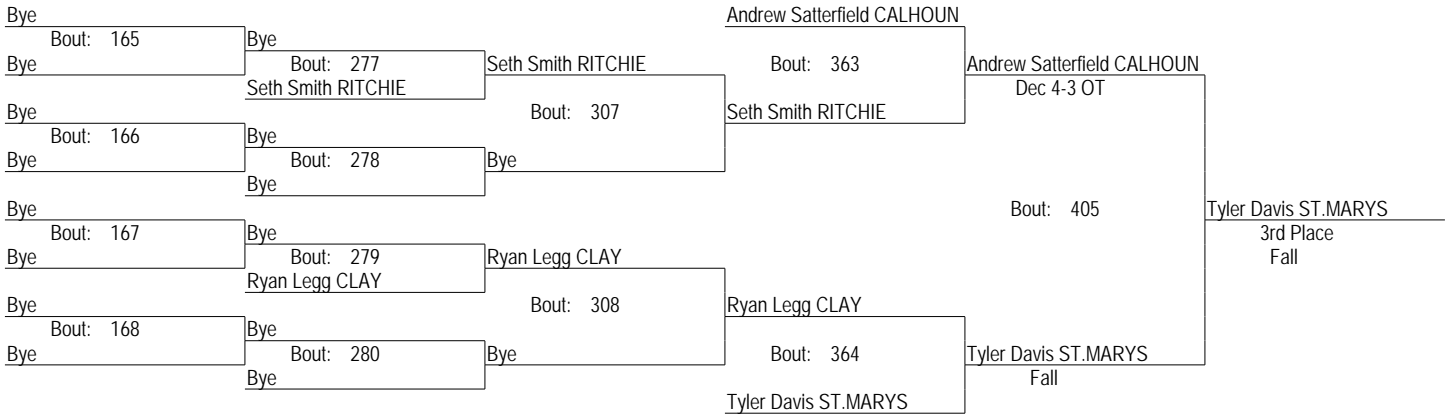 Bye
Andrew Satterfield CALHOUN
Bout: 165
Bye
Bye
Bout: 277
Seth Smith RITCHIE
Bout: 363
Andrew Satterfield CALHOUN
Seth Smith RITCHIE
Dec 4-3 OT
Bye
Bout: 307
Seth Smith RITCHIE
Bout: 166
Bye
Bye
Bout: 278
Bye
Bye
Bye
Bout: 405
Tyler Davis ST.MARYS
Bout: 167
Bye
3rd Place
Bye
Bout: 279
Ryan Legg CLAY
Fall
Ryan Legg CLAY
Bye
Bout: 308
Ryan Legg CLAY
Bout: 168
Bye
Bye
Bout: 280
Bye
Bout: 364
Tyler Davis ST.MARYS
Bye
Fall
Tyler Davis ST.MARYS